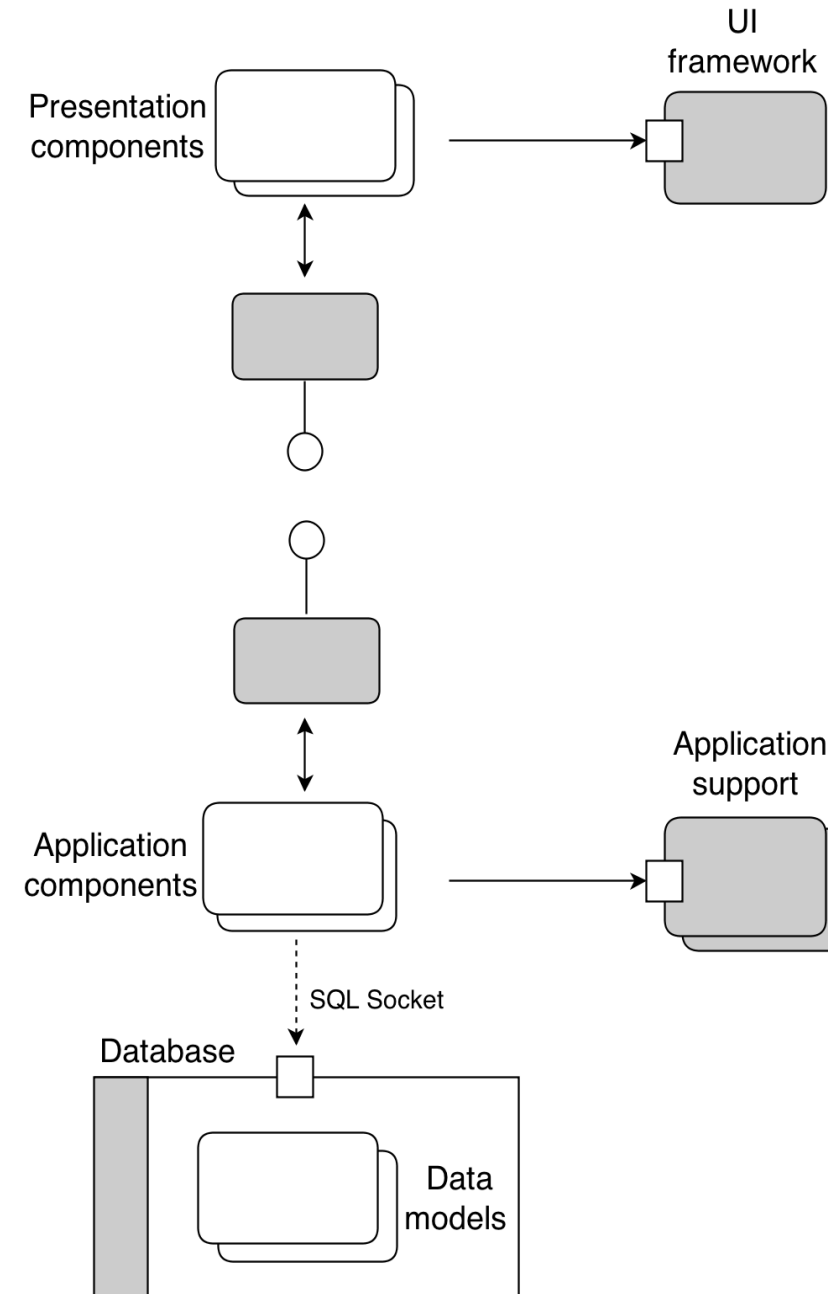 UI
framework
Presentation
components
Application
support
Application
components
SQL Socket
Database
Data
models